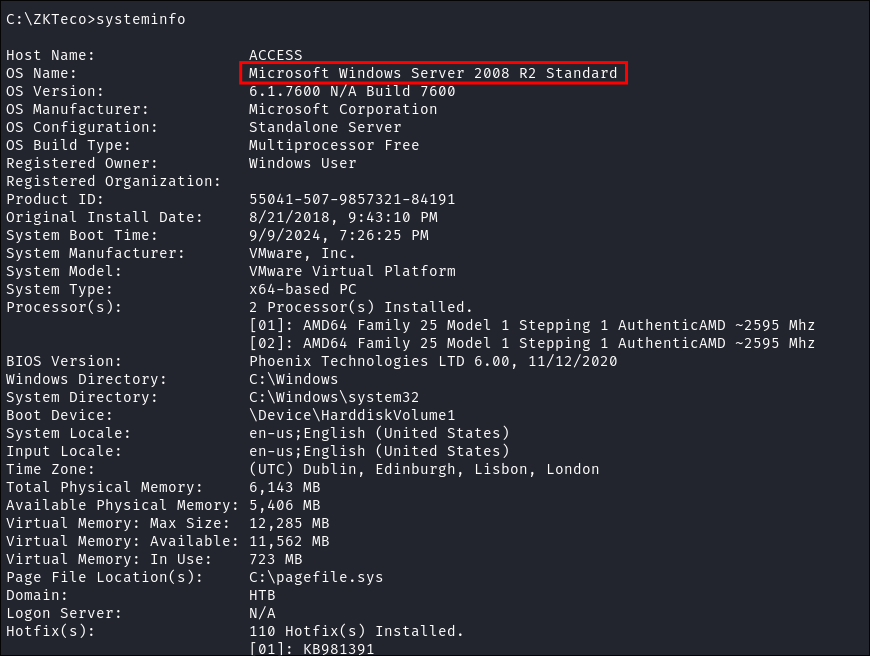 C:\ZKTeco>systeminfo
Host Name: ACCESS
OS Name: Microsoft Windows Server 2008 R2 Standard
OS Version: 6.1.7600 N/A Build 7600
OS Manufacturer: Microsoft Corporation
OS Configuration: Standalone Server
OS Build Type: Multiprocessor Free
Registered Owner: Windows User
Registered Organization:
Product ID: 55041-507-9857321-84191
Original Install Date: 8/21/2018, 9:43:10 PM
System Boot Time: 9/9/2024, 7:26:25 PM
System Manufacturer: VMware, Inc.
System Model: VMware Virtual Platform
System Type: x64-based PC
Processor(s): 2 Processor(s) Installed.
[01]: AMD64 Family 25 Model 1 Stepping 1 AuthenticAMD ~2595 Mhz
[02]: AMD64 Family 25 Model 1 Stepping 1 AuthenticAMD ~2595 Mhz
BIOS Version: Phoenix Technologies LTD 6.00, 11/12/2020
Windows Directory: C:\Windows
System Directory: C:\Windows\system32
Boot Device: \Device\HarddiskVolume1
System Locale: en-us;English (United States)
Input Locale: en-us;English (United States)
Time Zone: (UTC) Dublin, Edinburgh, Lisbon, London
Total Physical Memory: 6,143 MB
Available Physical Memory: 5,406 MB
Virtual Memory: Max Size: 12,285 MB
Virtual Memory: Available: 11,562 MB
Virtual Memory: In Use: 723 MB
Page File Location(s): C:\pagefile.sys
Domain: HTB
Logon Server: N/A
Hotfix(s): 110 Hotfix(s) Installed.
[01]: KB981391